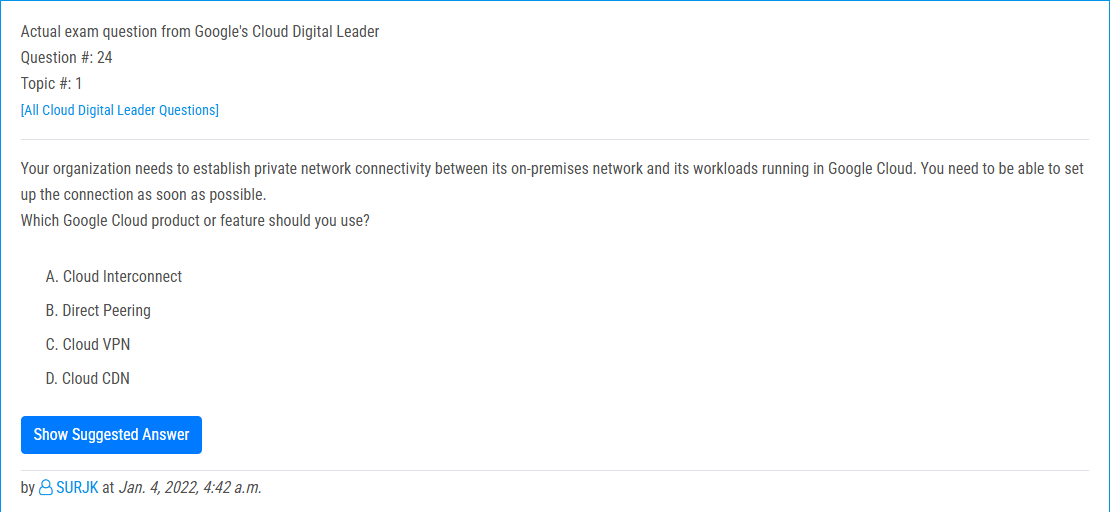 Actual exam question from Google's Cloud Digital Leader
Question #: 24
Topic #: 1
[All Cloud Digital Leader Questions]
Your organization needs to establish private network connectivity between its on-premises network and its workloads running in Google Cloud. You need to be able to set
up the connection as soon as possible.
Which Google Cloud product or feature should you use?
A. Cloud Interconnect
B. Direct Peering
C. Cloud VPN
D. Cloud CDN
Show Suggested Answer
by SURJK at Jan. 4, 2022, 4:42 a.m.